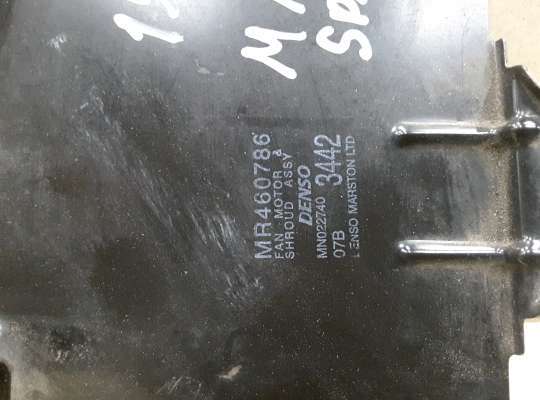 MR460786
FAN MOTOR &
SHROUD ASSY
DENSO
MN022740 3442
07B
DENSO MARSTON LTD